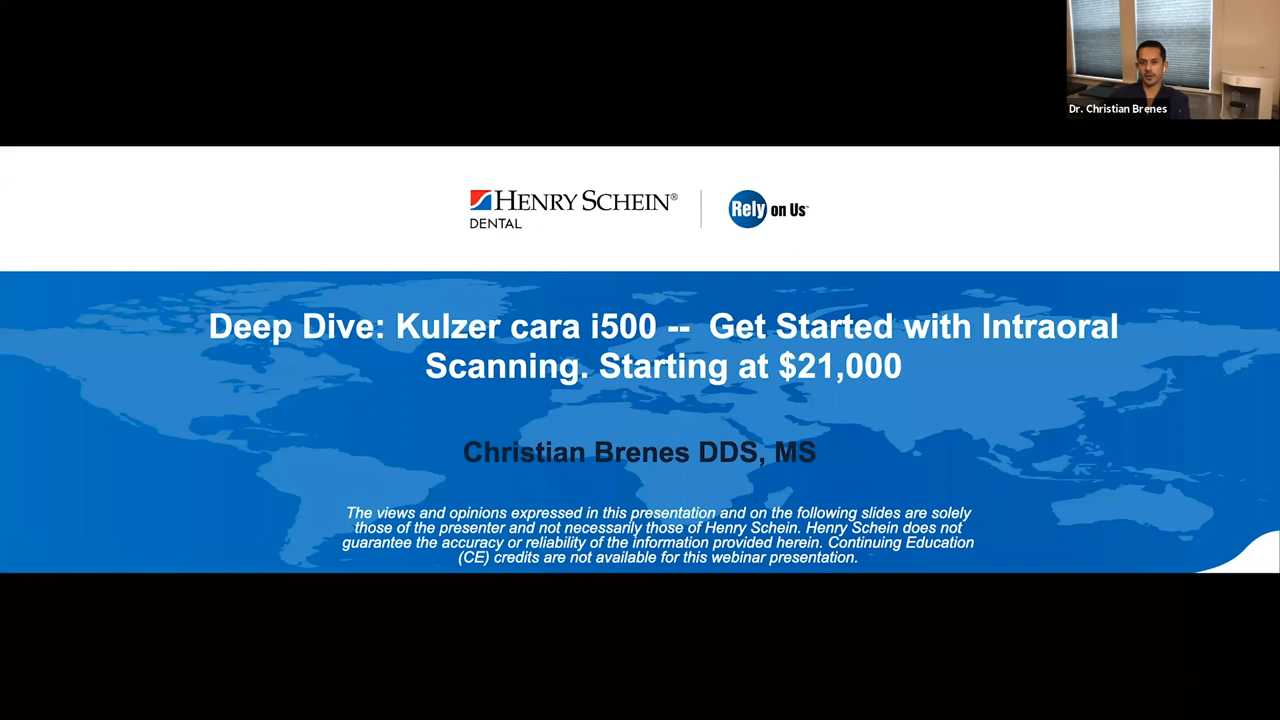 Dr. Christian Brenes
HENRY SCHEIN®
DENTAL
Rely on Us™
Deep Dive: Kulzer cara i500 -- Get Started with Intraoral
Scanning. Starting at $21,000
Christian Brenes DDS, MS
The views and opinions expressed in this presentation and on the following slides are solely
those of the presenter and not necessarily those of Henry Schein. Henry Schein does not
guarantee the accuracy or reliability of the information provided herein. Continuing Education
(CE) credits are not available for this webinar presentation.